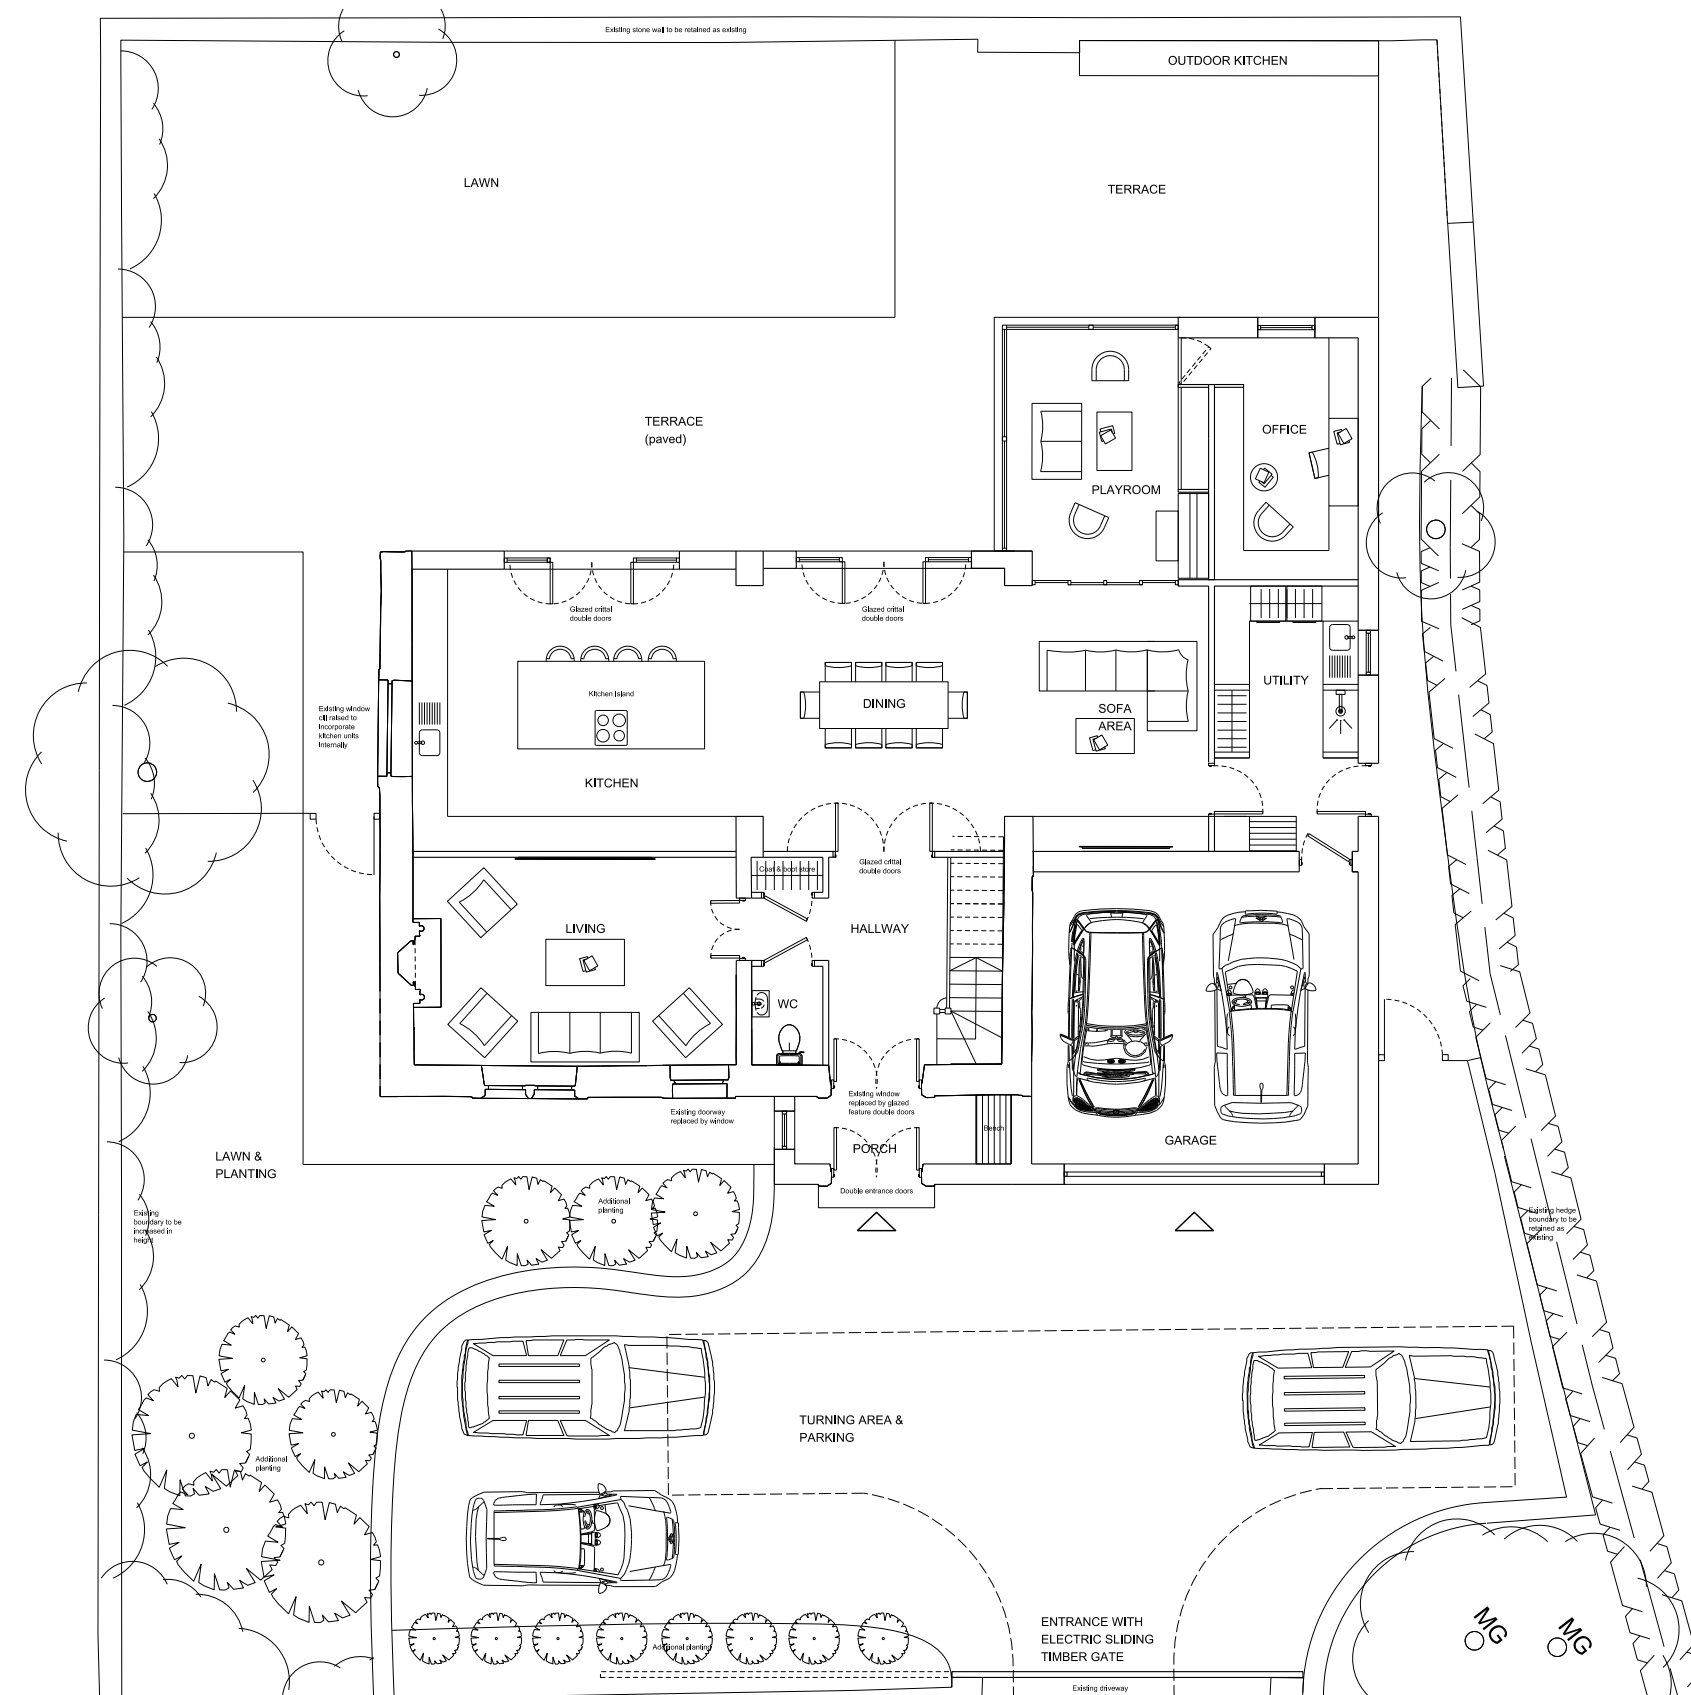 Existing stone wall to be retained as existing
OUTDOOR KITCHEN
LAWN
TERRACE
TERRACE
(paved)
OFFICE
PLAYROOM
Glazed crittal
double doors
Glazed crittal
double doors
Kitchen Island
DINING
UTILITY
SOFA
AREA
Existing window
cill raised to
incorporate
kitchen units
internally
KITCHEN
Coat & boot store
Glazed crittal
double doors
LIVING
HALLWAY
WC
Existing window
replaced by glazed
feature double doors
Existing doorway
replaced by window
Bench
PORCH
GARAGE
LAWN &
PLANTING
Double entrance doors
Additional
planting
Existing
boundary to be
increased in
height
Existing hedge
boundary to be
retained as
existing
TURNING AREA &
PARKING
Additional
planting
ENTRANCE WITH
ELECTRIC SLIDING
TIMBER GATE
MG
MG
Additional planting
Existing driveway